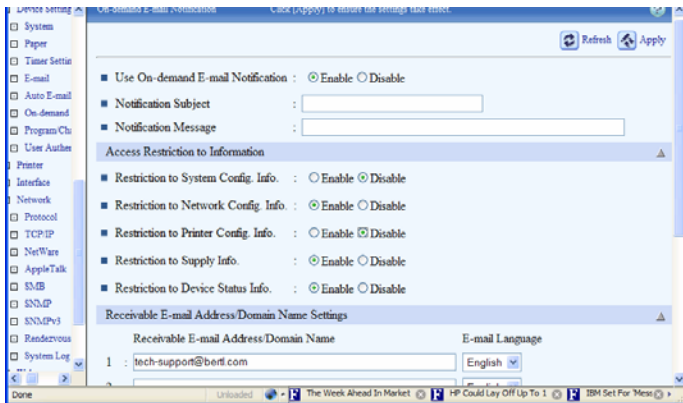 Device Setting
System
Paper
Timer Settin
E-mail
Auto E-mail
On-demand
Program/Cha
User Authen
Printer
Interface
Network
Protocol
TCP/IP
NetWare
AppleTalk
SMB
SNMP
SNMPv3
Rendezvous
System Log
On-demand E-mail Notification Click [Apply] to ensure the settings take effect.
Refresh Apply
Use On-demand E-mail Notification : Enable Disable
Notification Subject :
Notification Message :
Access Restriction to Information
Restriction to System Config. Info. : Enable Disable
Restriction to Network Config. Info. : Enable Disable
Restriction to Printer Config. Info. : Enable Disable
Restriction to Supply Info. : Enable Disable
Restriction to Device Status Info. : Enable Disable
Receivable E-mail Address/Domain Name Settings
Receivable E-mail Address/Domain Name E-mail Language
1 : tech-support@bertl.com English
Done Unloaded The Week Ahead In Market HP Could Lay Off Up To 1 IBM Set For 'Mess